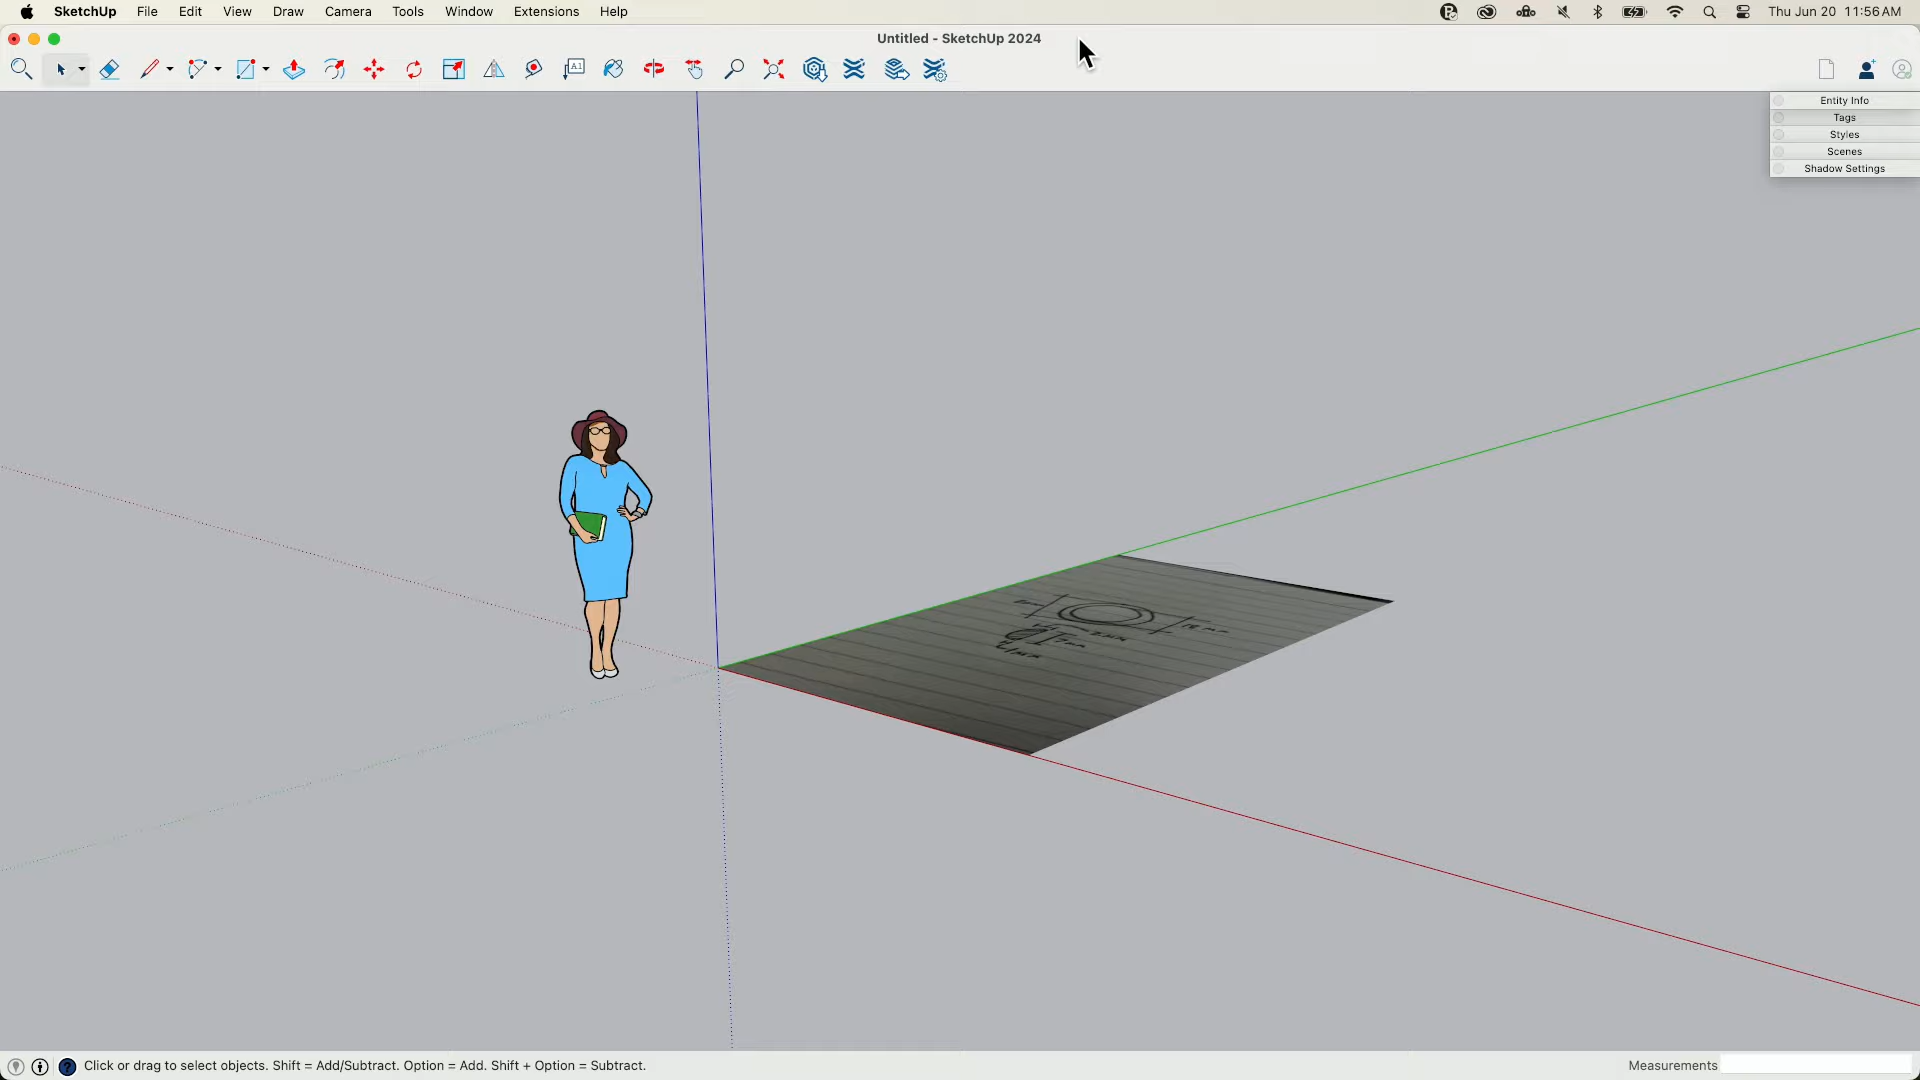 SketchUp File Edit View Draw Camera Tools Window Extensions Help Thu Jun 20 11:56 AM
Untitled - SketchUp 2024
A1
Entity Info
Tags
Styles
Scenes
Shadow Settings
Click or drag to select objects. Shift = Add/Subtract. Option = Add. Shift + Option = Subtract.
Measurements